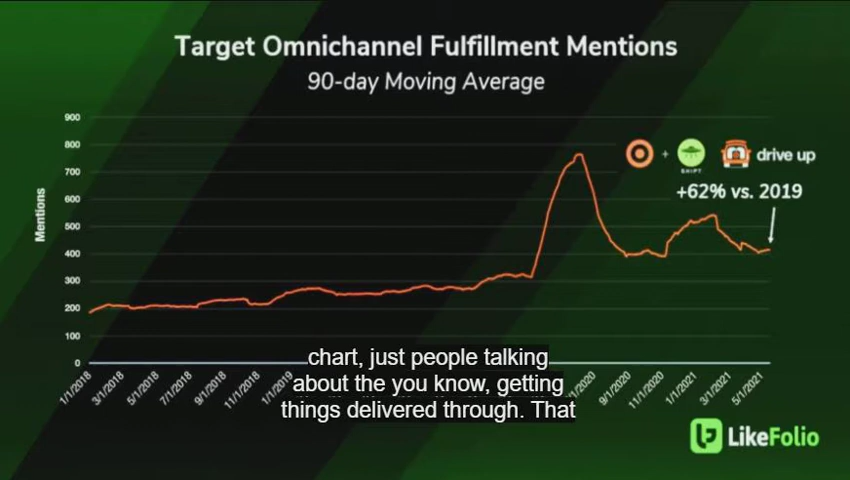 Target Omnichannel Fulfillment Mentions
90-day Moving Average
900
800
700
600
500
400
300
200
100
0
Mentions
+
SHIPT
drive up
+62% vs. 2019
1/1/2018
3/1/2018
5/1/2018
7/1/2018
9/1/2018
11/1/2018
1/1/2019
/1/2020
9/1/2020
11/1/2020
1/1/2021
3/1/2021
5/1/2021
chart, just people talking
about the you know, getting
things delivered through. That
LikeFolio